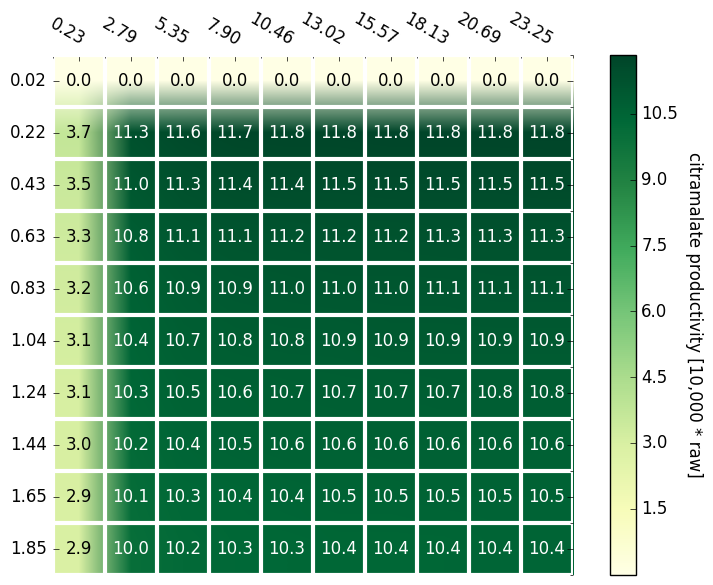 0.23 2.79 5.35 7.90 10.46 13.02 15.57 18.13 20.69 23.25
0.02 0.0 0.0 0.0 0.0 0.0 0.0 0.0 0.0 0.0 0.0
0.22 3.7 11.3 11.6 11.7 11.8 11.8 11.8 11.8 11.8 11.8
0.43 3.5 11.0 11.3 11.4 11.4 11.5 11.5 11.5 11.5 11.5
0.63 3.3 10.8 11.1 11.1 11.2 11.2 11.2 11.3 11.3 11.3
0.83 3.2 10.6 10.9 10.9 11.0 11.0 11.0 11.1 11.1 11.1
1.04 3.1 10.4 10.7 10.8 10.8 10.9 10.9 10.9 10.9 10.9
1.24 3.1 10.3 10.5 10.6 10.7 10.7 10.7 10.7 10.8 10.8
1.44 3.0 10.2 10.4 10.5 10.6 10.6 10.6 10.6 10.6 10.6
1.65 2.9 10.1 10.3 10.4 10.4 10.5 10.5 10.5 10.5 10.5
1.85 2.9 10.0 10.2 10.3 10.3 10.4 10.4 10.4 10.4 10.4
10.5
9.0
7.5
6.0
4.5
3.0
1.5
citramalate productivity [10,000 * raw]